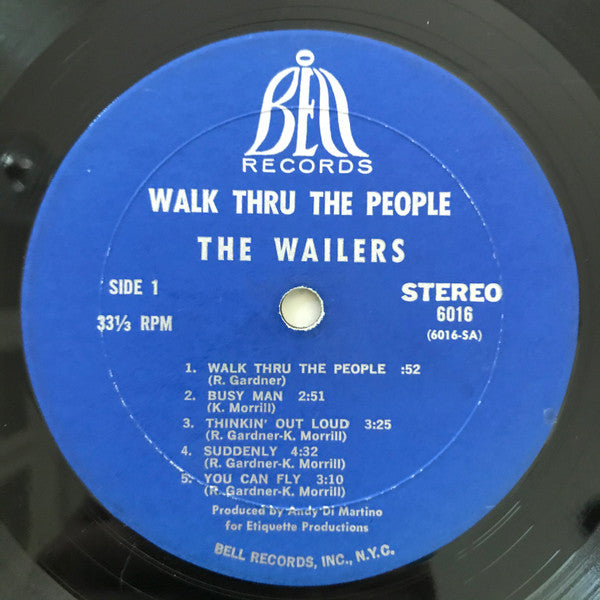 BELL
RECORDS
WALK THRU THE PEOPLE
THE WAILERS
SIDE 1
STEREO
33⅓ RPM
6016
(6016-SA)
1. WALK THRU THE PEOPLE :52
(R. Gardner)
2. BUSY MAN 2:51
(K. Morrill)
3. THINKIN' OUT LOUD 3:25
(R. Gardner-K. Morrill)
4. SUDDENLY 4:32
(R. Gardner-K. Morrill)
5. YOU CAN FLY 3:10
(R. Gardner-K. Morrill)
Produced by Andy Di Martino
for Etiquette Productions
BELL RECORDS, INC., N.Y.C.